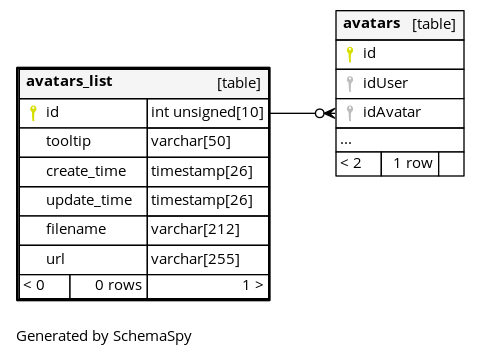 avatars [table]
id
idUser
idAvatar
...
< 2 1 row
avatars_list [table]
id int unsigned[10]
tooltip varchar[50]
create_time timestamp[26]
update_time timestamp[26]
filename varchar[212]
url varchar[255]
< 0 0 rows 1 >
Generated by SchemaSpy